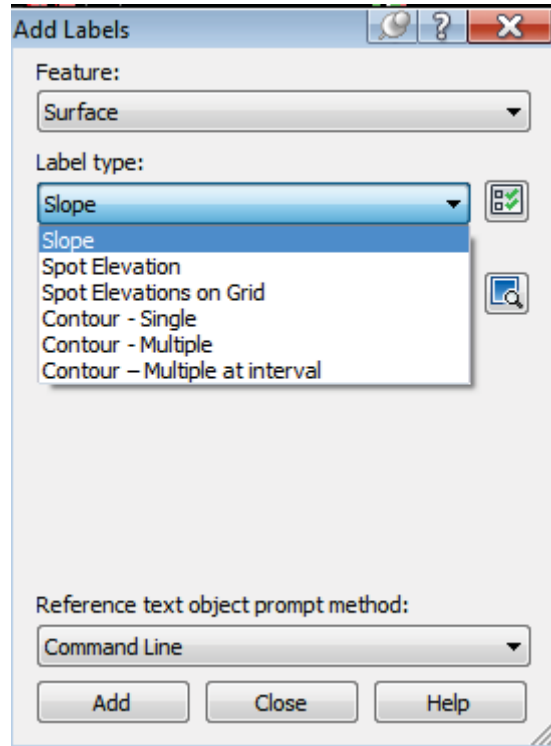 Add Labels
?
X
Feature:
Surface
Label type:
Slope
Slope
Spot Elevation
Spot Elevations on Grid
Contour - Single
Contour - Multiple
Contour – Multiple at interval
Reference text object prompt method:
Command Line
Add Close Help